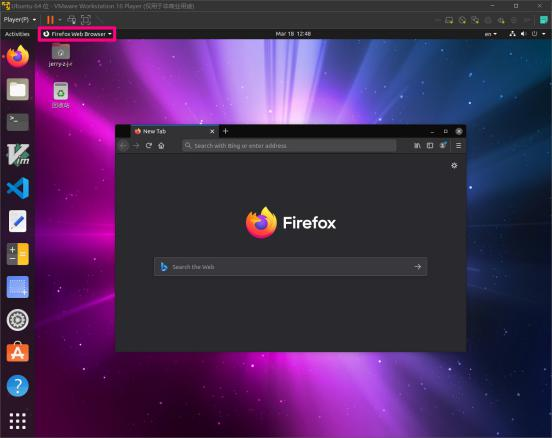 Ubuntu 64 位 - VMware Workstation 16 Player (仅用于非商业用途)
Player(P)
Activities
Firefox Web Browser
Mar 18 12:48
en
jerry-z-j-r
回收站
New Tab
Search with Bing or enter address
Firefox
Search the Web